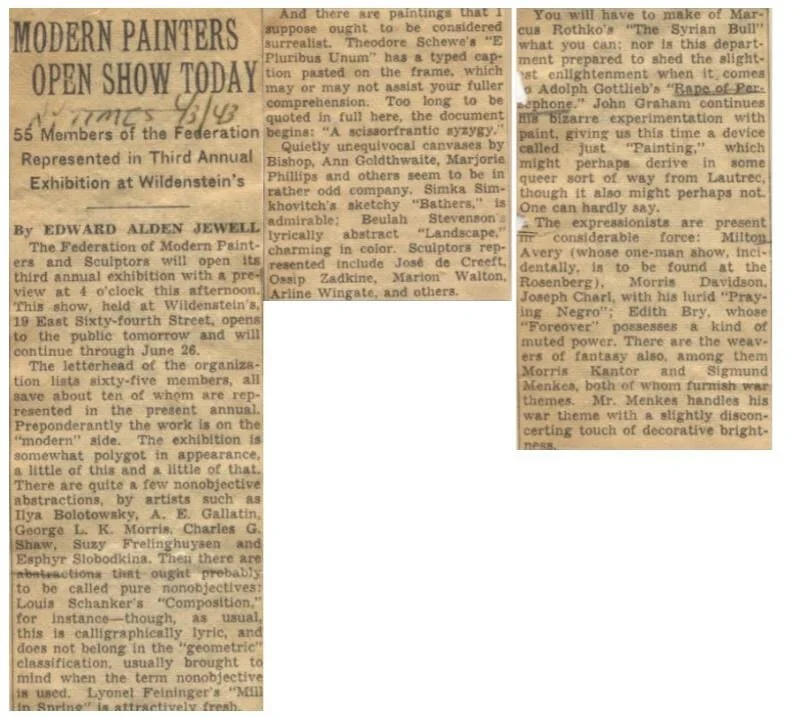 MODERN PAINTERS
OPEN SHOW TODAY
N.Y. TIMES 6/3/43
55 Members of the Federation
Represented in Third Annual
Exhibition at Wildenstein's
By EDWARD ALDEN JEWELL
The Federation of Modern Paint-
ers and Sculptors will open its
third annual exhibition with a pre-
view at 4 o'clock this afternoon.
This show, held at Wildenstein's,
19 East Sixty-fourth Street, opens
to the public tomorrow and will
continue through June 26.
The letterhead of the organiza-
tion lists sixty-five members, all
save about ten of whom are rep-
resented in the present annual.
Preponderantly the work is on the
"modern" side. The exhibition is
somewhat polygot in appearance,
a little of this and a little of that.
There are quite a few nonobjective
abstractions, by artists such as
Ilya Bolotowsky, A. E. Gallatin,
George L. K. Morris, Charles G.
Shaw, Suzy Frelinghuysen and
Esphyr Slobodkina. Then there are
abstractions that ought probably
to be called pure nonobjectives:
Louis Schanker's "Composition,"
for instance—though, as usual,
this is calligraphically lyric, and
does not belong in the "geometric"
classification, usually brought to
mind when the term nonobjective
is used. Lyonel Feininger's "Mill
in Spring" is attractively fresh.
And there are paintings that I
suppose ought to be considered
surrealist. Theodore Schewe's "E
Pluribus Unum" has a typed cap-
tion pasted on the frame, which
may or may not assist your fuller
comprehension. Too long to be
quoted in full here, the document
begins: "A scissorfrantic syzygy."
Quietly unequivocal canvases by
Bishop, Ann Goldthwaite, Marjorie
Phillips and others seem to be in
rather odd company. Simka Sim-
khovitch's sketchy "Bathers," is
admirable; Beulah Stevenson's
lyrically abstract "Landscape,"
charming in color. Sculptors rep-
resented include José de Creeft,
Ossip Zadkine, Marion Walton,
Arline Wingate, and others.
You will have to make of Mar-
cus Rothko's "The Syrian Bull"
what you can; nor is this depart-
ment prepared to shed the slight-
est enlightenment when it comes
Adolph Gottlieb's "Rape of Per-
sephone." John Graham continues
his bizarre experimentation with
paint, giving us this time a device
called just "Painting," which
might perhaps derive in some
queer sort of way from Lautrec,
though it also might perhaps not.
One can hardly say.
The expressionists are present
in considerable force: Milton
Avery (whose one-man show, inci-
dentally, is to be found at the
Rosenberg), Morris Davidson,
Joseph Charl, with his lurid "Pray-
ing Negro"; Edith Bry, whose
"Foreover" possesses a kind of
muted power. There are the weav-
ers of fantasy also, among them
Morris Kantor and Sigmund
Menkes, both of whom furnish war
themes. Mr. Menkes handles his
war theme with a slightly discon-
certing touch of decorative bright-
ness.